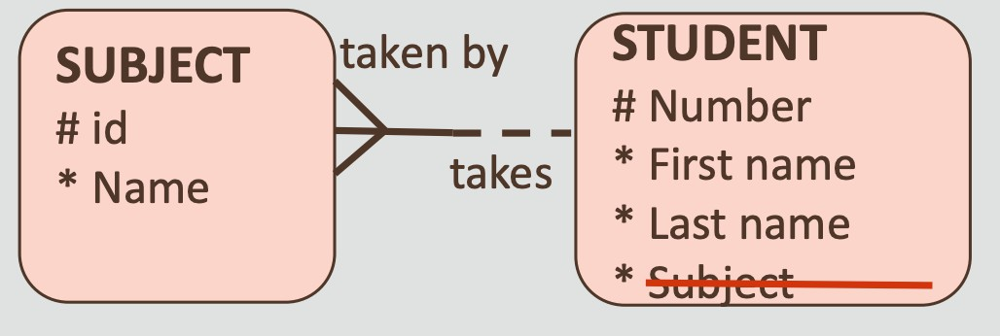 SUBJECT
# id
* Name
taken by
takes
STUDENT
# Number
* First name
* Last name
* Subject